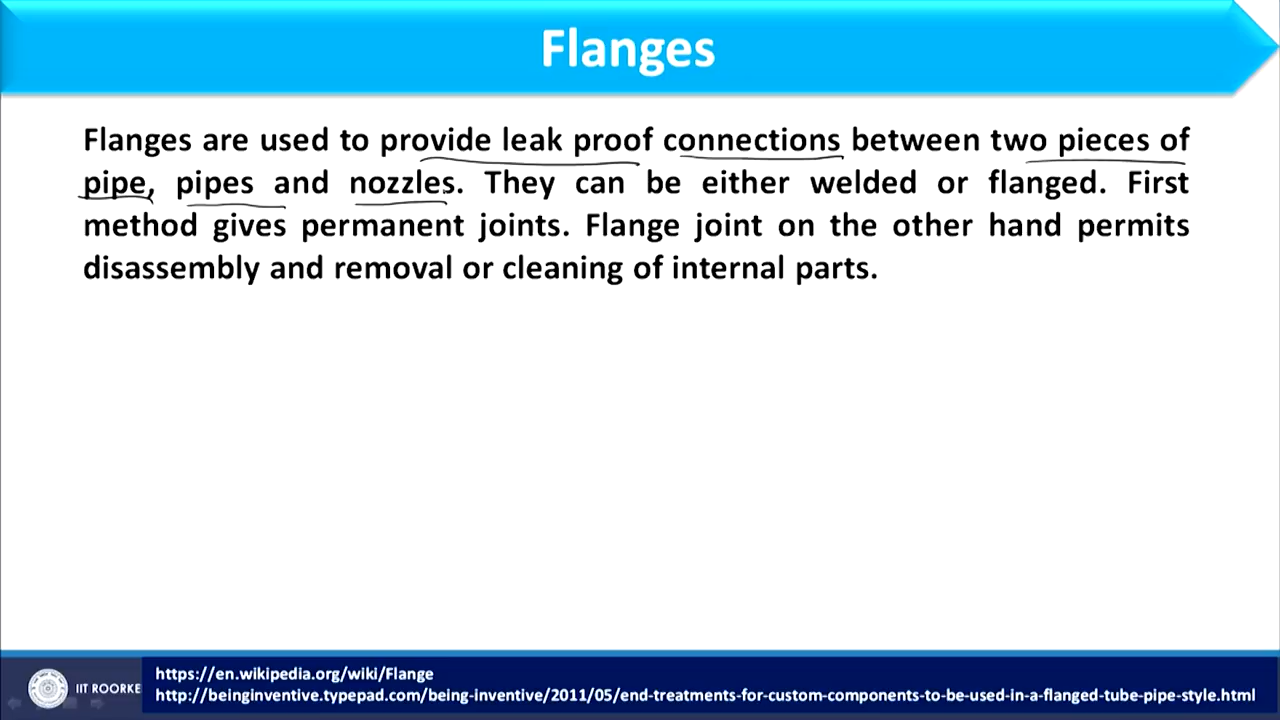 Flanges
Flanges are used to provide leak proof connections between two pieces of
pipe, pipes and nozzles. They can be either welded or flanged. First
method gives permanent joints. Flange joint on the other hand permits
disassembly and removal or cleaning of internal parts.
IIT ROORKE
https://en.wikipedia.org/wiki/Flange
http://beinginventive.typepad.com/being-inventive/2011/05/end-treatments-for-custom-components-to-be-used-in-a-flanged-tube-pipe-style.html